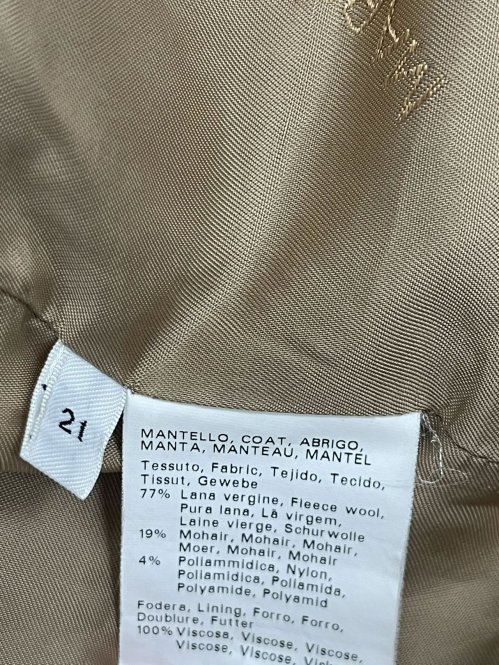 21
MANTELLO, COAT, ABRIGO,
MANTA, MANTEAU, MANTEL
Tessuto, Fabric, Tejido, Tecido,
Tissut, Gewebe
77% Lana vergine, Fleece wool,
Pura lana, Là virgem,
Laine vierge, Schurwolle
19% Mohair, Mohair, Mohair,
Moer, Mohair, Mohair
4% Poliammidica, Nylon,
Poliamidica, Poliamida,
Polyamide, Polyamid
Fodera, Lining, Forro, Forro,
Doublure, Futter
100% Viscosa, Viscose, Viscose,
Viscose, Viscose, Viscose